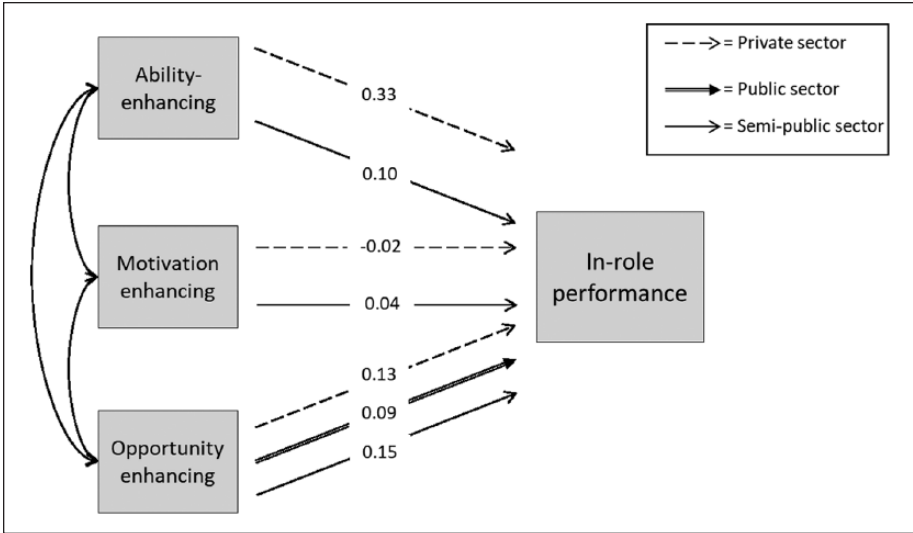 Ability-
enhancing
Motivation
enhancing
Opportunity
enhancing
0.33
0.10
-0.02
0.04
0.13
0.09
0.15
In-role
performance
= Private sector
= Public sector
= Semi-public sector